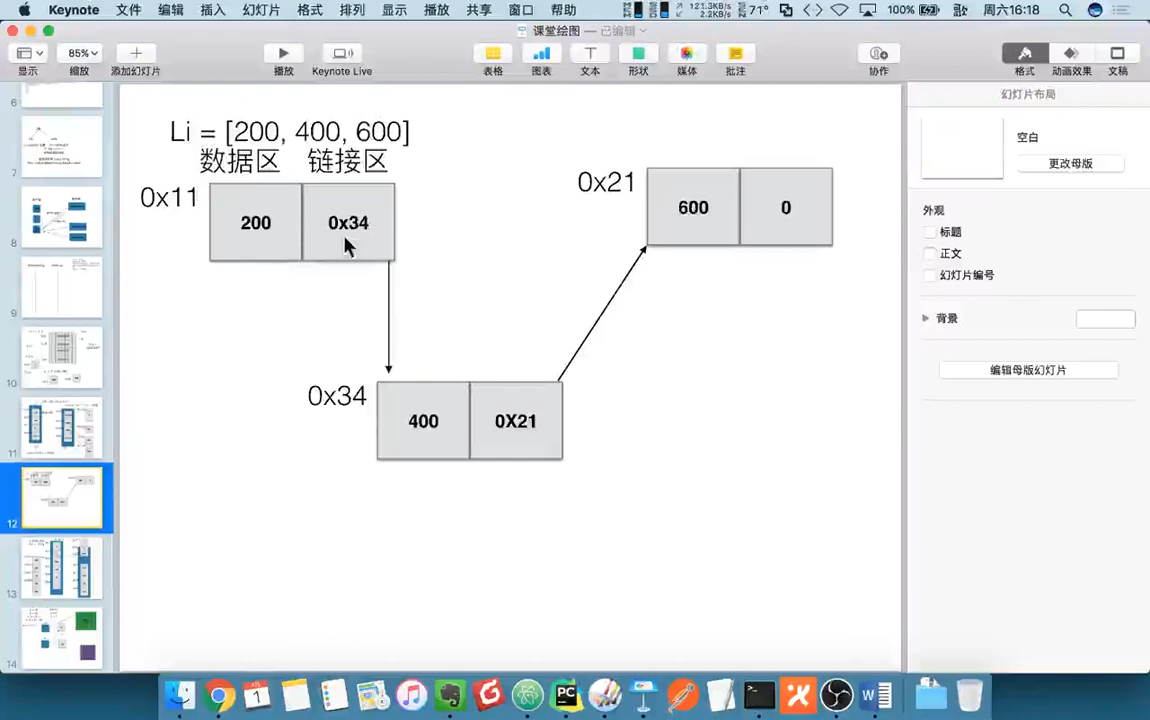 Keynote 文件 编辑 插入 幻灯片 格式 排列 显示 播放 共享 窗口 帮助 121.3KB/s 2.2KB/s 71° 100% 周六16:18
课堂绘图 — 已编辑
85%
显示 缩放 添加幻灯片 播放 Keynote Live 表格 图表 文本 形状 媒体 批注 协作 格式 动画效果 文稿
幻灯片布局
空白
更改母版
外观
标题
正文
幻灯片编号
背景
编辑母版幻灯片
6
7
8
9
10
11
12
13
14
Li = [200, 400, 600]
数据区 链接区
0x11
200 0x34
0x21
600 0
0x34
400 0X21
1
PC
W